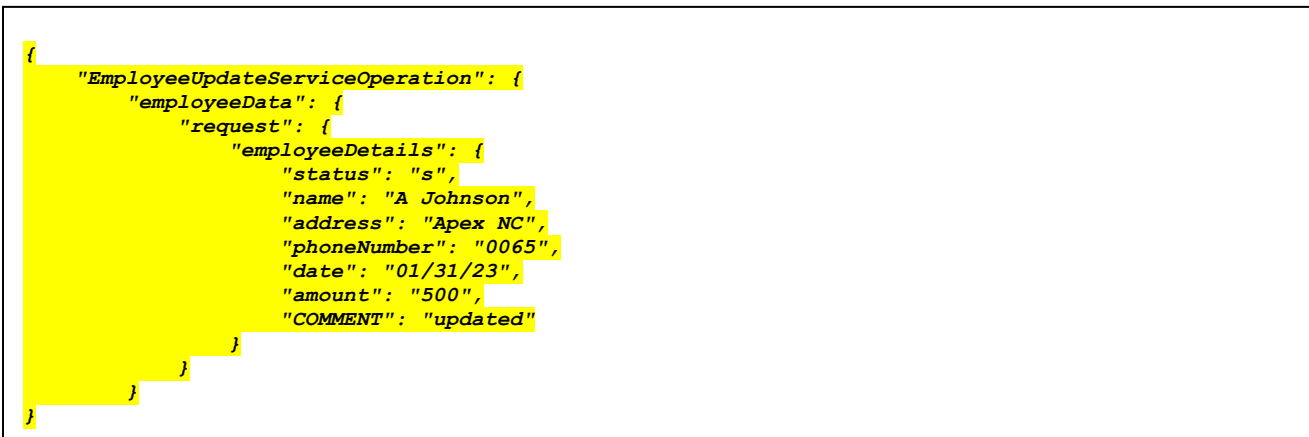 {
    "EmployeeUpdateServiceOperation": {
        "employeeData": {
            "request": {
                "employeeDetails": {
                    "status": "s",
                    "name": "A Johnson",
                    "address": "Apex NC",
                    "phoneNumber": "0065",
                    "date": "01/31/23",
                    "amount": "500",
                    "COMMENT": "updated"
                }
            }
        }
}